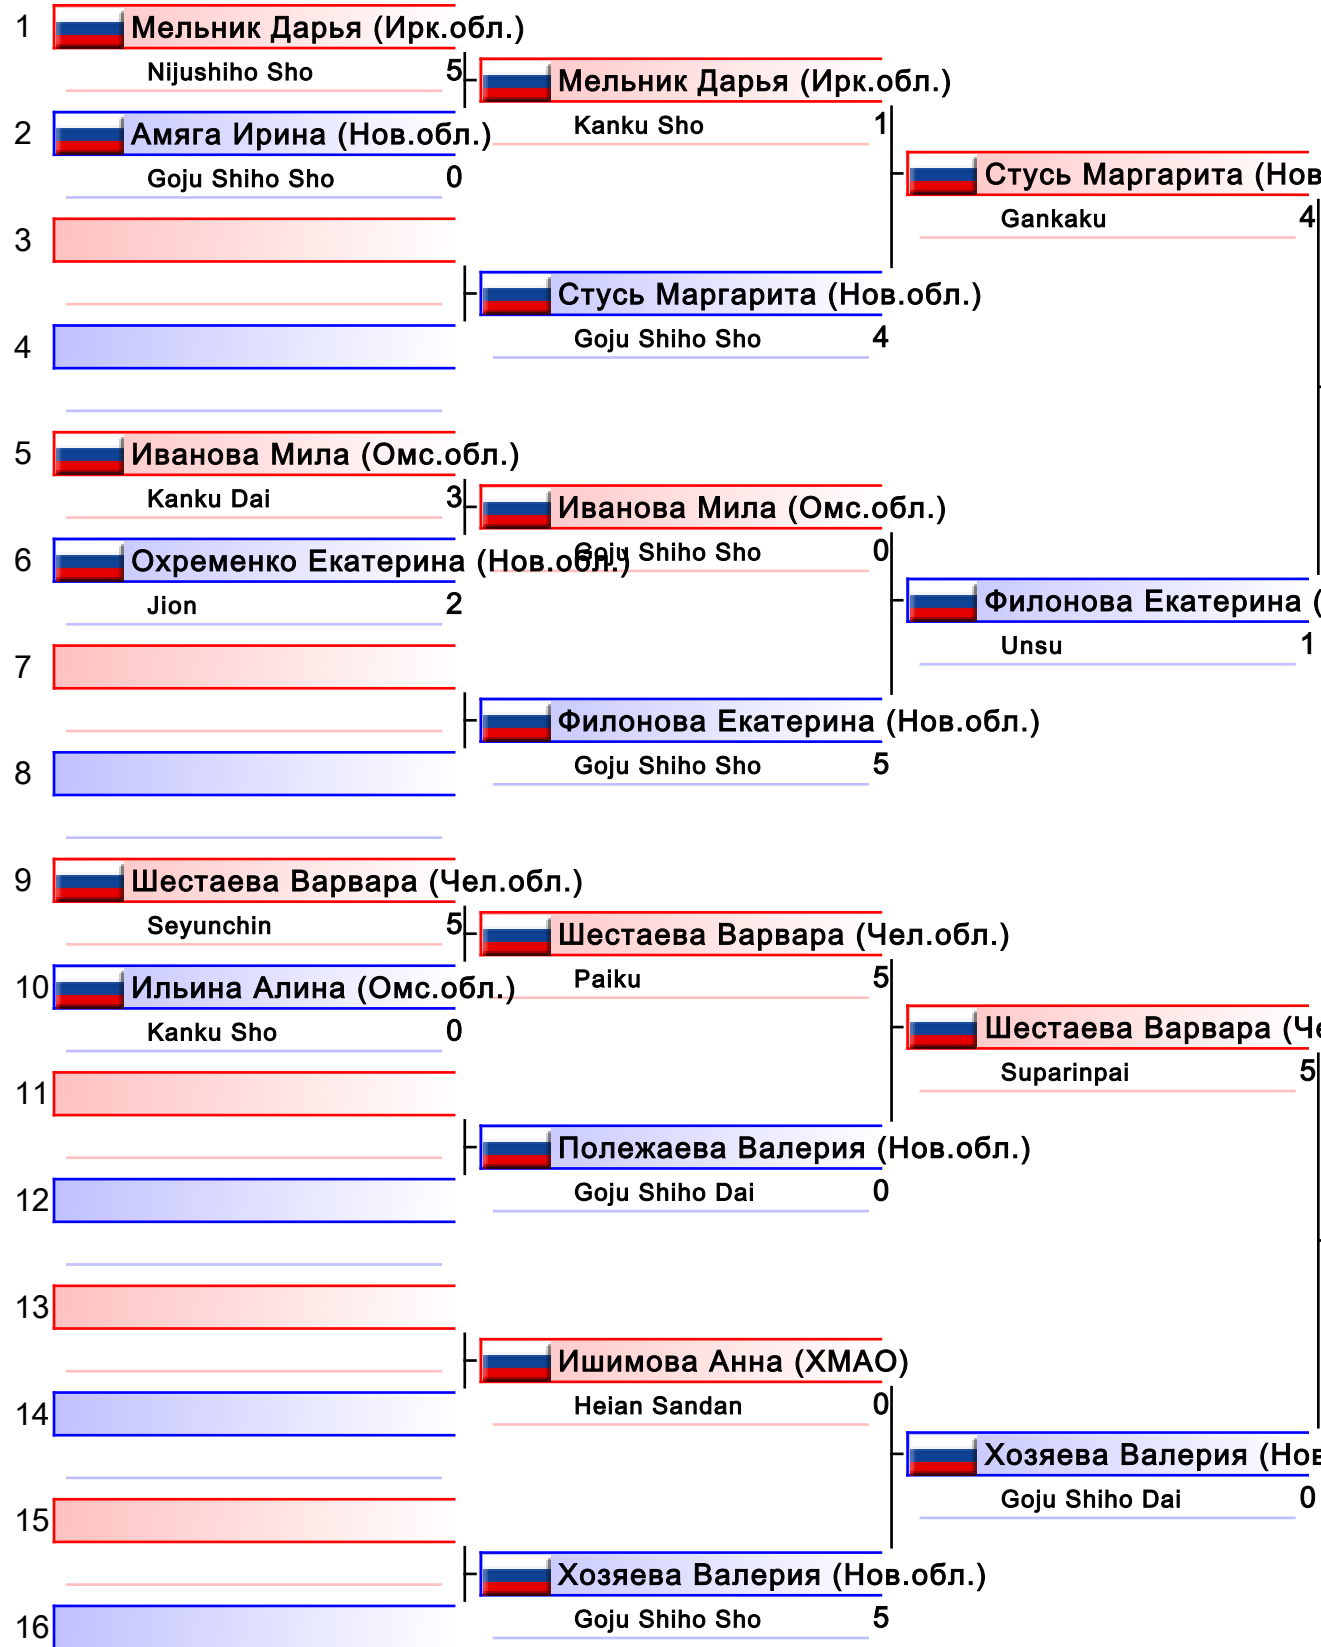 1
Мельник Дарья (Ирк.обл.)
Nijushiho Sho 5
Мельник Дарья (Ирк.обл.)
Kanku Sho 1
2
Амяга Ирина (Нов.обл.)
Goju Shiho Sho 0
Стусь Маргарита (Нов
Gankaku 4
3
Стусь Маргарита (Нов.обл.)
Goju Shiho Sho 4
4
5
Иванова Мила (Омс.обл.)
Kanku Dai 3
Иванова Мила (Омс.обл.)
Goju Shiho Sho 0
6
Охременко Екатерина (Нов.обл.)
Jion 2
Филонова Екатерина (
Unsu 1
7
Филонова Екатерина (Нов.обл.)
Goju Shiho Sho 5
8
9
Шестаева Варвара (Чел.обл.)
Seyunchin 5
Шестаева Варвара (Чел.обл.)
Paiku 5
10
Ильина Алина (Омс.обл.)
Kanku Sho 0
Шестаева Варвара (Че
Suparinpai 5
11
Полежаева Валерия (Нов.обл.)
Goju Shiho Dai 0
12
13
Ишимова Анна (ХМАО)
Heian Sandan 0
14
Хозяева Валерия (Нов
Goju Shiho Dai 0
15
Хозяева Валерия (Нов.обл.)
Goju Shiho Sho 5
16